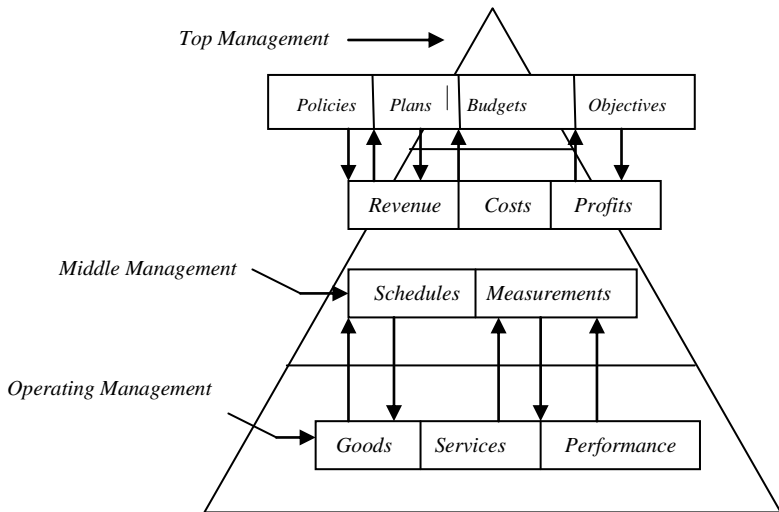 Top Management
Policies Plans Budgets Objectives
Revenue Costs Profits
Middle Management
Schedules Measurements
Operating Management
Goods Services Performance